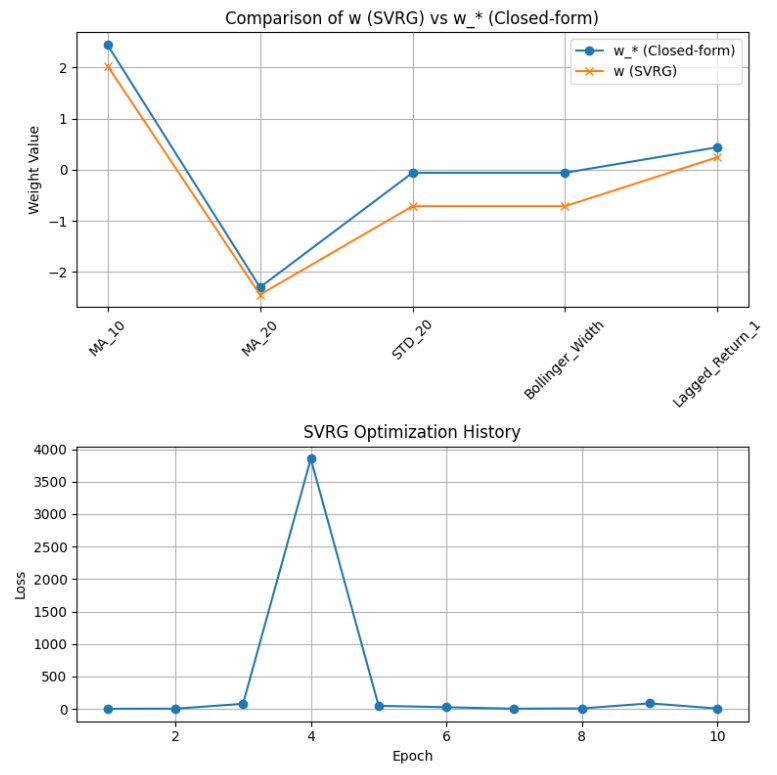 Comparison of w (SVRG) vs w_* (Closed-form)
w_* (Closed-form)
w (SVRG)
Weight Value
2
1
0
−1
−2
MA_10
MA_20
STD_20
Bollinger_Width
Lagged_Return_1
SVRG Optimization History
Loss
4000
3500
3000
2500
2000
1500
1000
500
0
2
4
6
8
10
Epoch